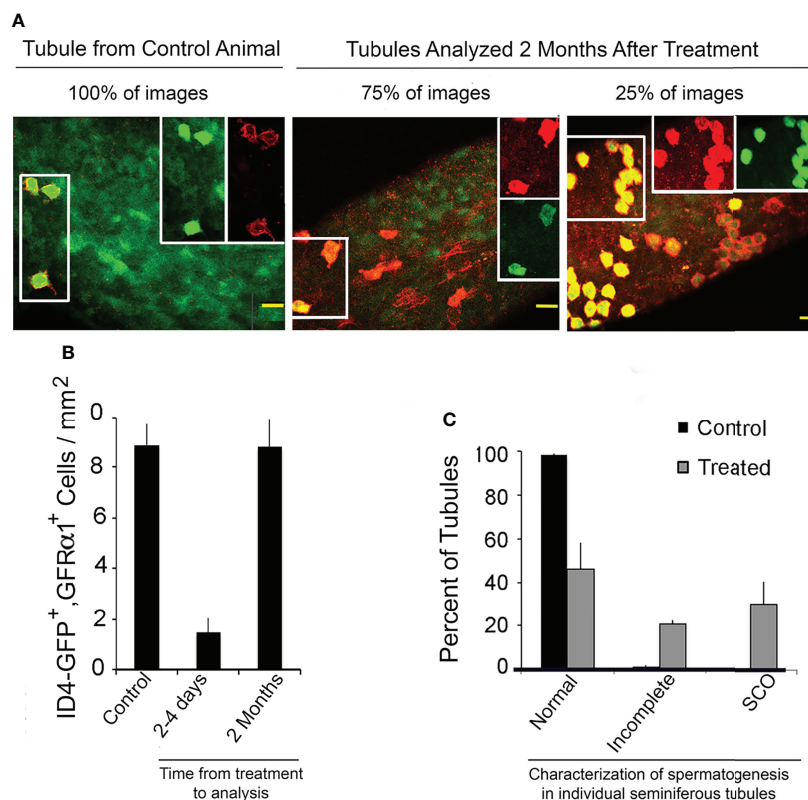 A
Tubule from Control Animal
Tubules Analyzed 2 Months After Treatment
100% of images
75% of images
25% of images
B
ID4-GFP+,GFRα1+ Cells / mm2
0
8
6
4
2
0
Control
2-4 days
2 Months
Time from treatment
to analysis
C
Control
Treated
Percent of Tubules
100
80
60
40
20
0
Normal
Incomplete
SCO
Characterization of spermatogenesis
in individual seminiferous tubules